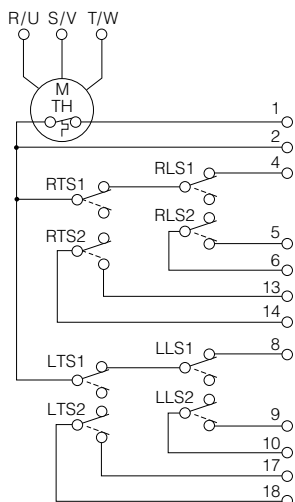 R/U S/V T/W
M
TH
1
2
4
RTS1 RLS1
RLS2
RTS2 5
6
13
14
8
LTS1 LLS1
LTS2 LLS2
9
10
17
18